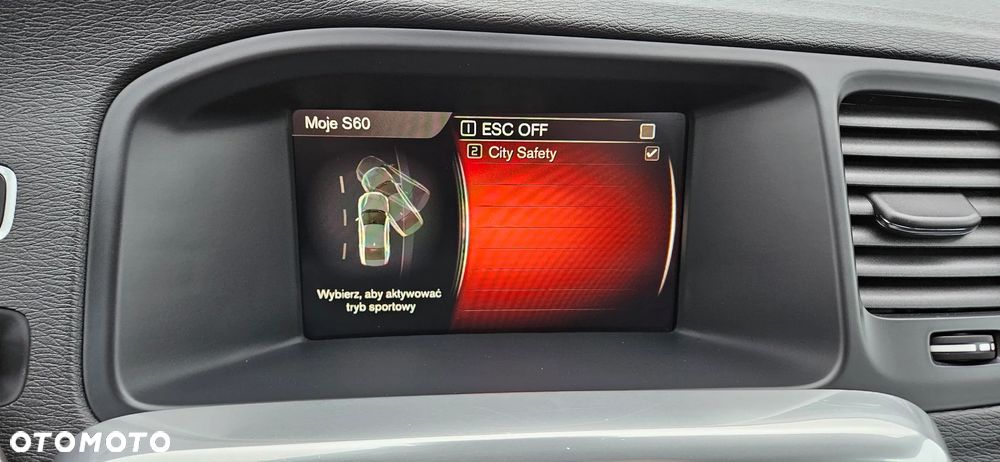 Moje S60
1 ESC OFF
2 City Safety
Wybierz, aby aktywować
tryb sportowy
OTOMOTO